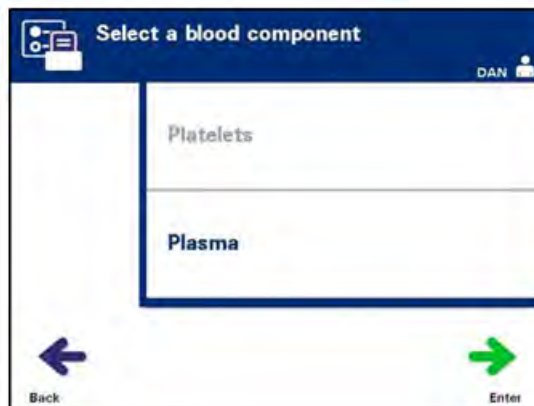 Select a blood component
DAN
Platelets
Plasma
Back
Enter